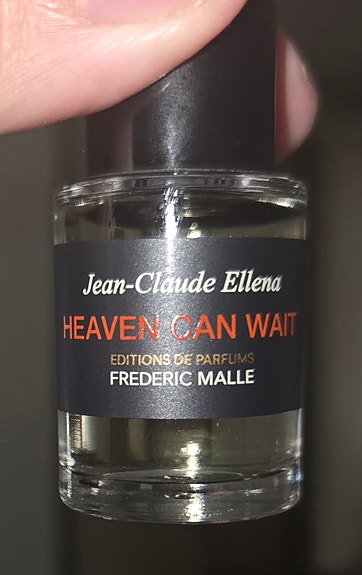 Jean-Claude Ellena
HEAVEN CAN WAIT
EDITIONS DE PARFUMS
FREDERIC MALLE